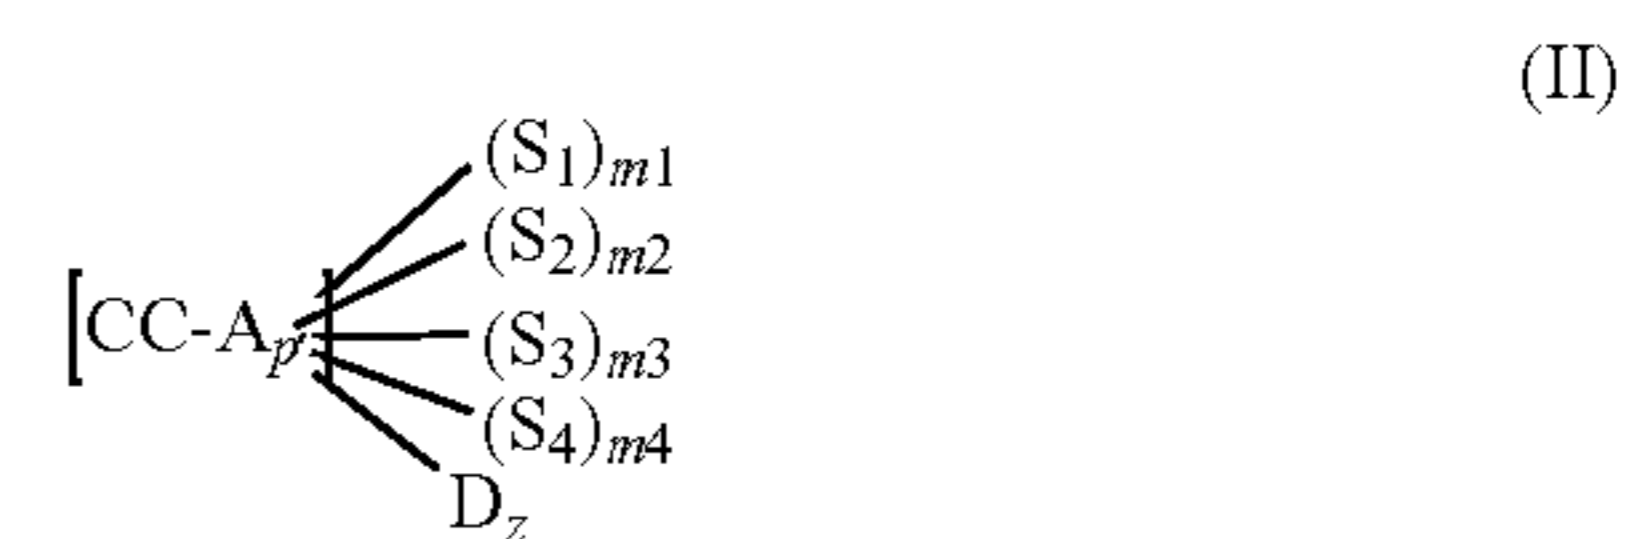 (II)
(S1)m1
(S2)m2
[CC-Ap']
(S3)m3
(S4)m4
Dz